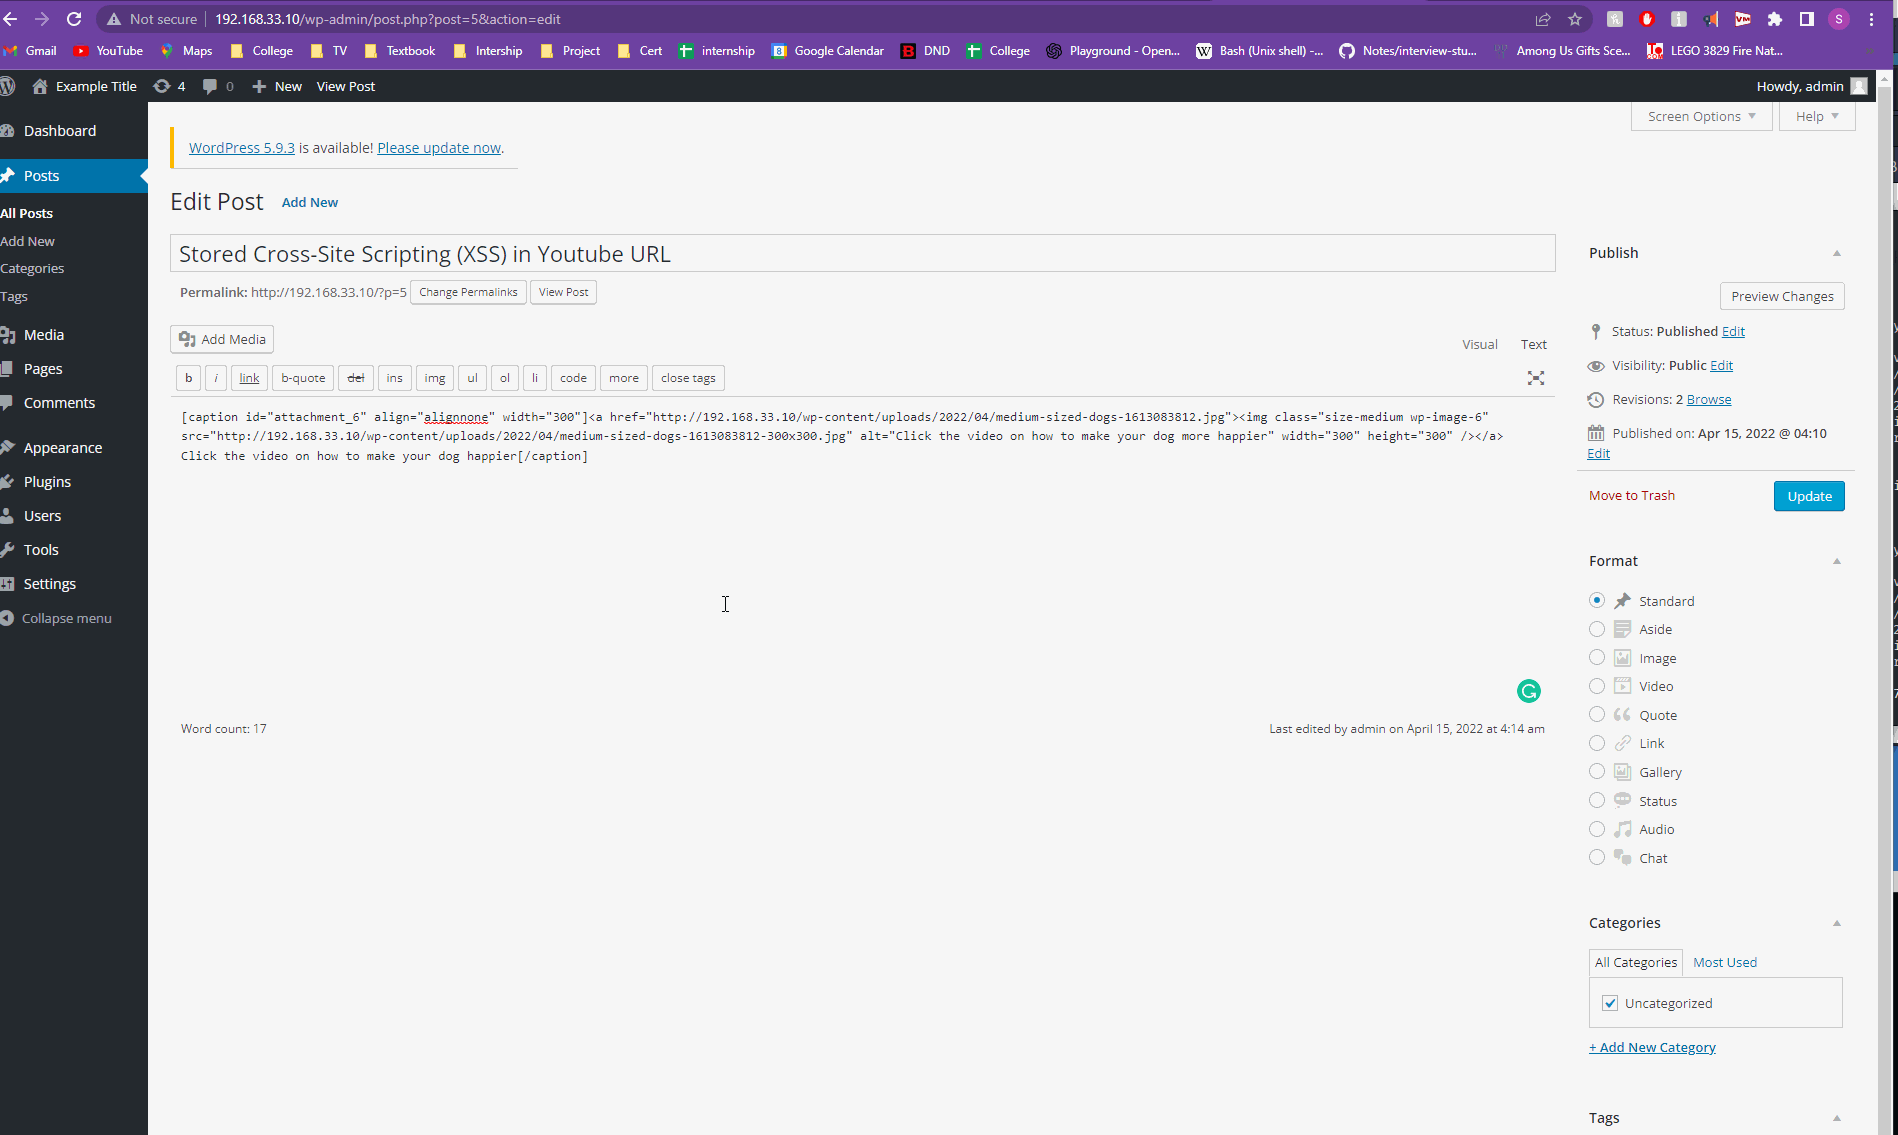 Not secure 192.168.33.10/wp-admin/post.php?post=5&action=edit
Gmail YouTube Maps College TV Textbook Intership Project Cert internship Google Calendar DND College Playground - Open... Bash (Unix shell) -... Notes/interview-stu... Among Us Gifts Sce... LEGO 3829 Fire Nat...
Example Title 4 0 New View Post Howdy, admin
Screen Options Help
Dashboard
Posts
All Posts
Add New
Categories
Tags
Media
Pages
Comments
Appearance
Plugins
Users
Tools
Settings
Collapse menu
WordPress 5.9.3 is available! Please update now.
Edit Post Add New
Stored Cross-Site Scripting (XSS) in Youtube URL
Permalink: http://192.168.33.10/?p=5 Change Permalinks View Post
Add Media
Visual Text
b i link b-quote del ins img ul ol li code more close tags
[caption id="attachment_6" align="alignnone" width="300"]<a href="http://192.168.33.10/wp-content/uploads/2022/04/medium-sized-dogs-1613083812.jpg"><img class="size-medium wp-image-6"
src="http://192.168.33.10/wp-content/uploads/2022/04/medium-sized-dogs-1613083812-300x300.jpg" alt="Click the video on how to make your dog more happier" width="300" height="300" /></a>
Click the video on how to make your dog happier[/caption]
Word count: 17
Last edited by admin on April 15, 2022 at 4:14 am
Publish
Preview Changes
Status: Published Edit
Visibility: Public Edit
Revisions: 2 Browse
Published on: Apr 15, 2022 @ 04:10
Edit
Move to Trash Update
Format
Standard
Aside
Image
Video
Quote
Link
Gallery
Status
Audio
Chat
Categories
All Categories Most Used
Uncategorized
+ Add New Category
Tags